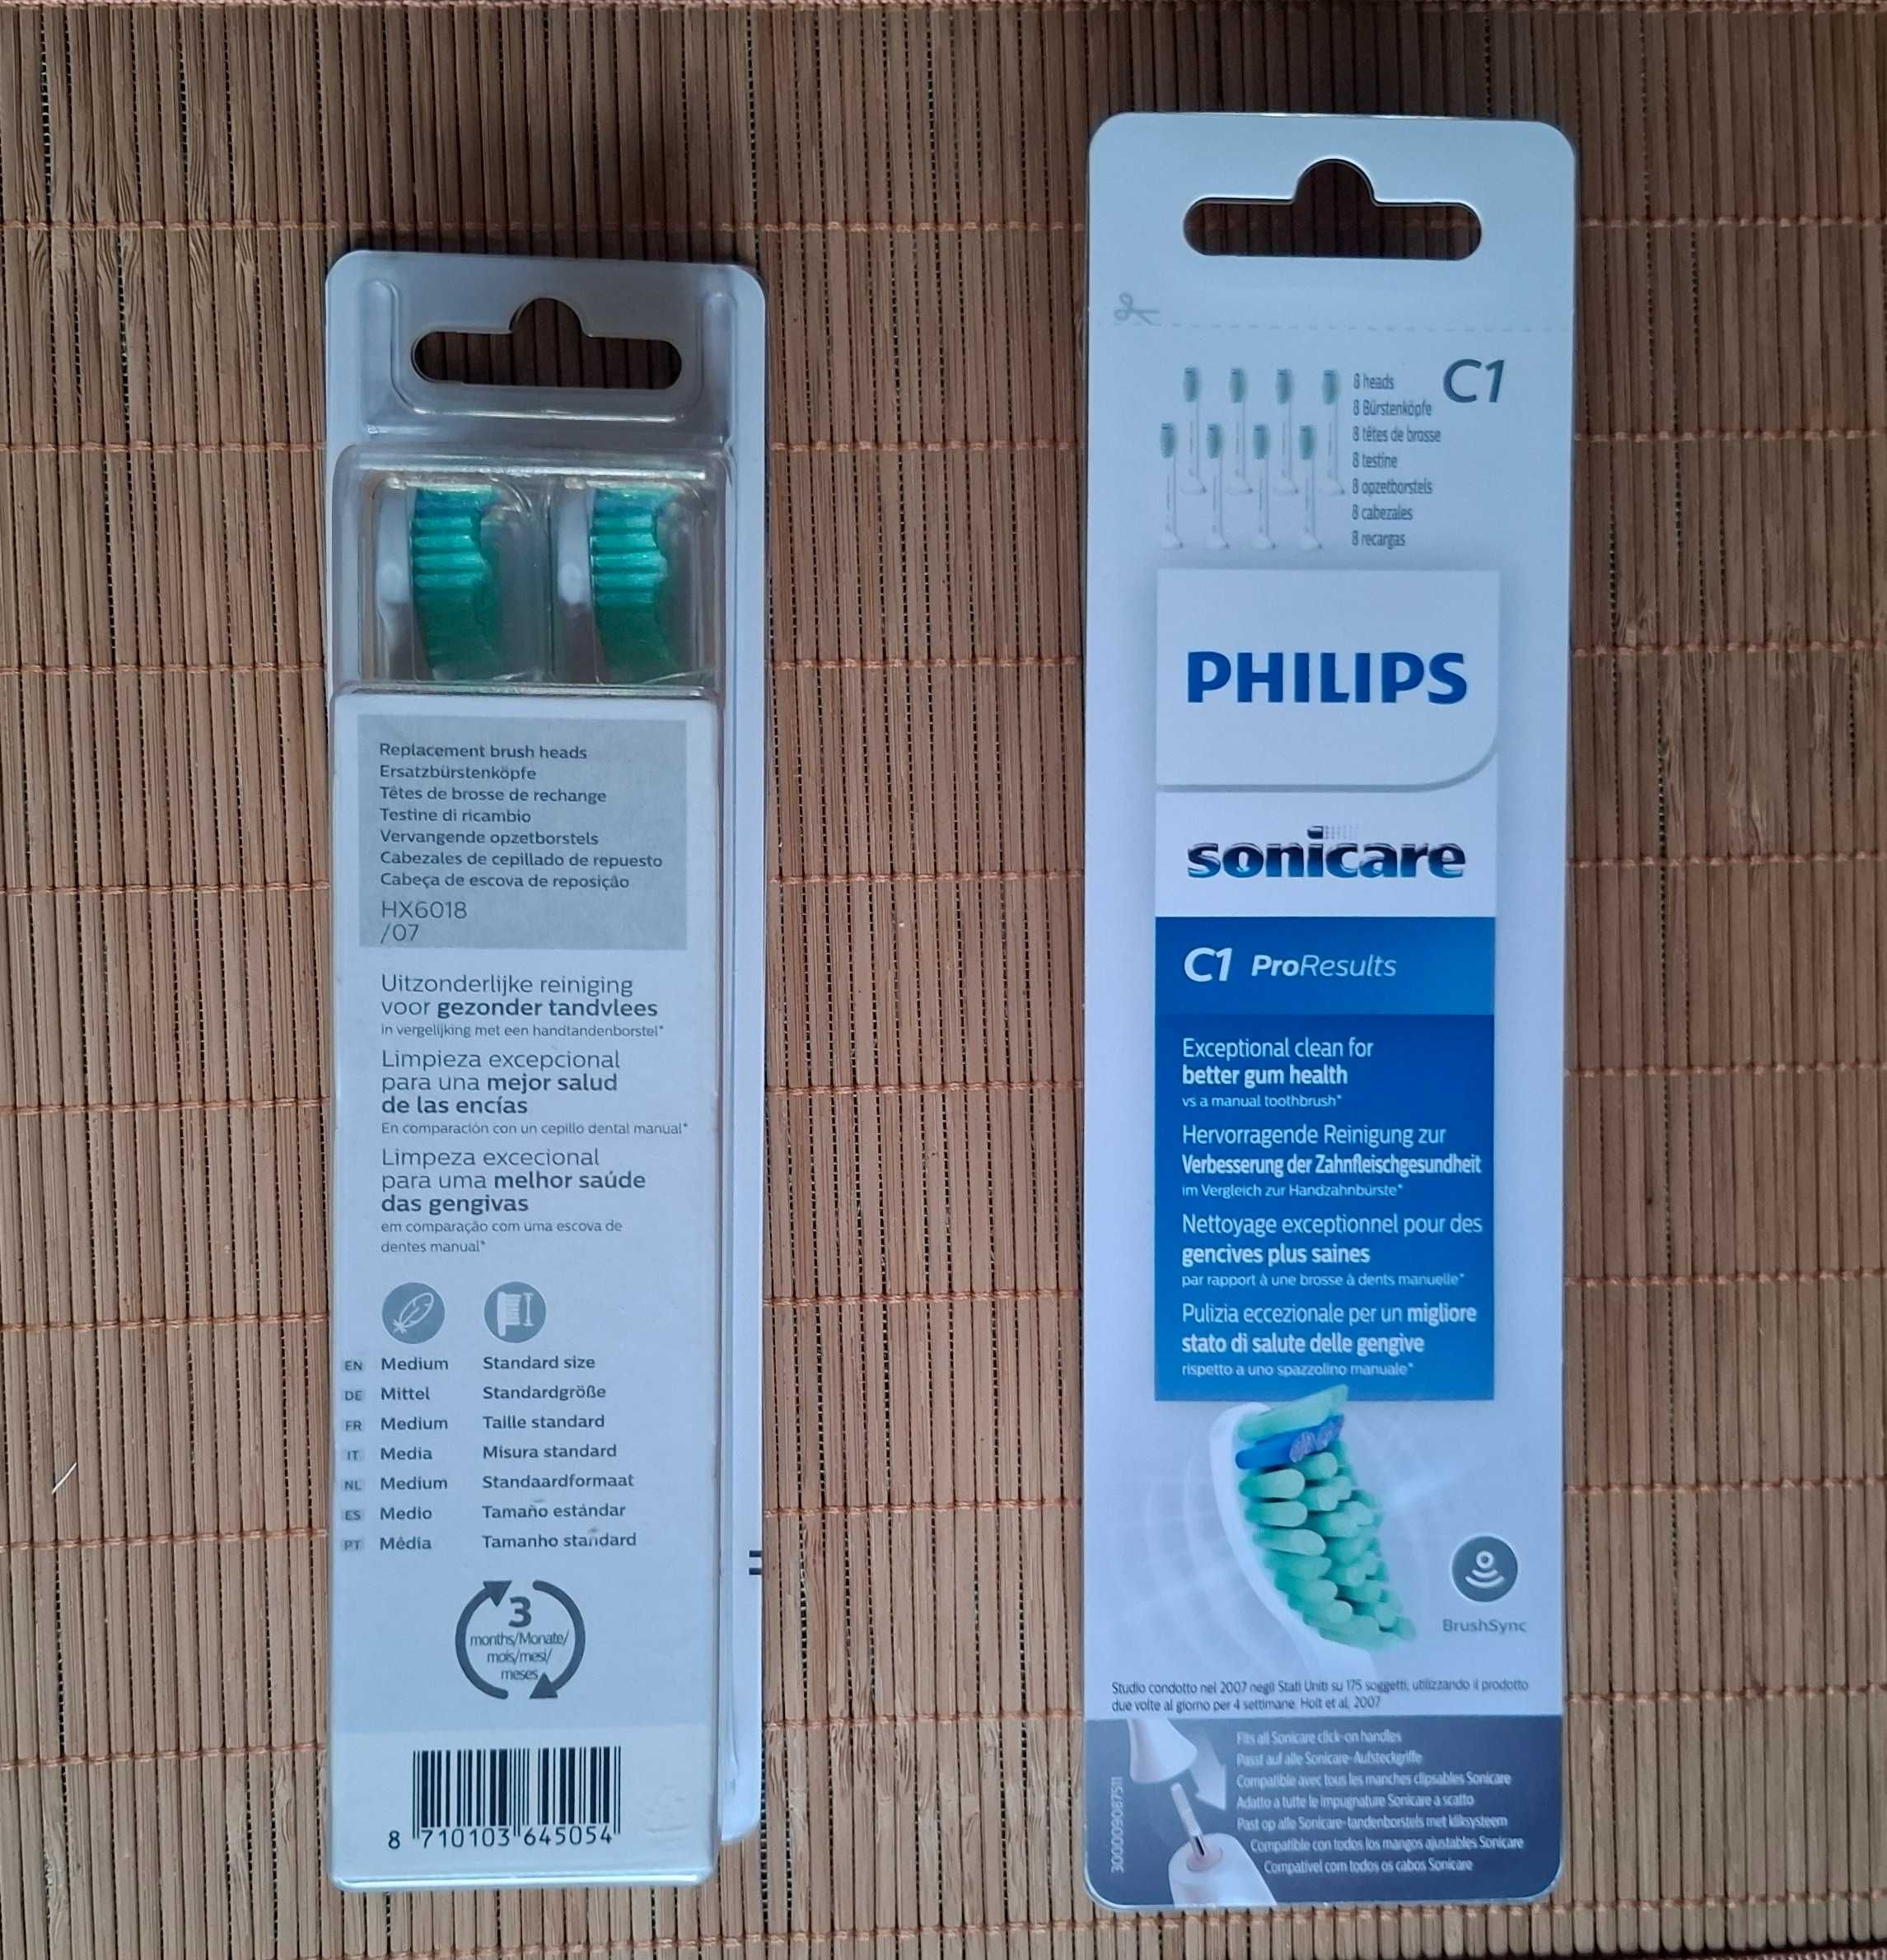 Replacement brush heads
Ersatzbürstenköpfe
Têtes de brosse de rechange
Testine di ricambio
Vervangende opzetborstels
Cabezales de cepillado de repuesto
Cabeça de escova de reposição
HX6018
/07
Uitzonderlijke reiniging
voor gezonder tandvlees
in vergelijking met een handtandenborstel*
Limpieza excepcional
para una mejor salud
de las encías
En comparación con un cepillo dental manual*
Limpeza excecional
para uma melhor saúde
das gengivas
em comparação com uma escova de
dentes manual*
EN Medium Standard size
DE Mittel Standardgröße
FR Medium Taille standard
IT Media Misura standard
NL Medium Standaardformaat
ES Medio Tamaño estándar
PT Média Tamanho standard
3
months/Monate/
mois/mesi/
meses
8 710103 645054
C1
8 heads
8 Bürstenköpfe
8 têtes de brosse
8 testine
8 opzetborstels
8 cabezales
8 recargas
PHILIPS
sonicare
C1 ProResults
Exceptional clean for
better gum health
vs a manual toothbrush*
Hervorragende Reinigung zur
Verbesserung der Zahnfleischgesundheit
im Vergleich zur Handzahnbürste*
Nettoyage exceptionnel pour des
gencives plus saines
par rapport à une brosse à dents manuelle*
Pulizia eccezionale per un migliore
stato di salute delle gengive
rispetto a uno spazzolino manuale*
BrushSync
Studio condotto nel 2007 negli Stati Uniti su 175 soggetti, utilizzando il prodotto
due volte al giorno per 4 settimane. Holt et al, 2007
Fits all Sonicare click-on handles
Passt auf alle Sonicare-Aufsteckgriffe
Compatible avec tous les manches clipsables Sonicare
Adatto a tutte le impugnature Sonicare a scatto
Past op alle Sonicare-tandenborstels met kliksysteem
Compatible con todos los mangos ajustables Sonicare
Compatível com todos os cabos Sonicare
300009087511